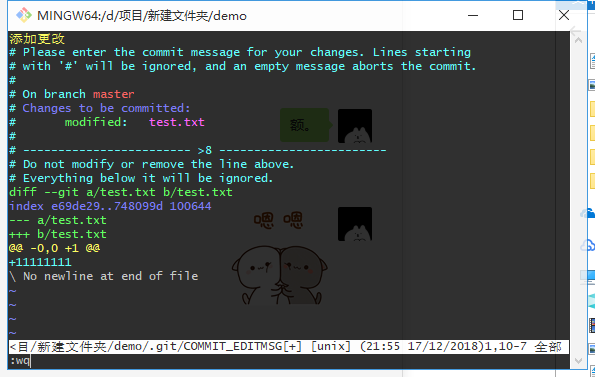 MINGW64:/d/项目/新建文件夹/demo
添加更改
# Please enter the commit message for your changes. Lines starting
# with '#' will be ignored, and an empty message aborts the commit.
#
# On branch master
# Changes to be committed:
#       modified:   test.txt
#
# ------------------------ >8 ------------------------
# Do not modify or remove the line above.
# Everything below it will be ignored.
diff --git a/test.txt b/test.txt
index e69de29..748099d 100644
--- a/test.txt
+++ b/test.txt
@@ -0,0 +1 @@
+11111111
\ No newline at end of file
~
~
~
~
<目/新建文件夹/demo/.git/COMMIT_EDITMSG[+] [unix] (21:55 17/12/2018)1,10-7 全部
:wq
额。
嗯 嗯